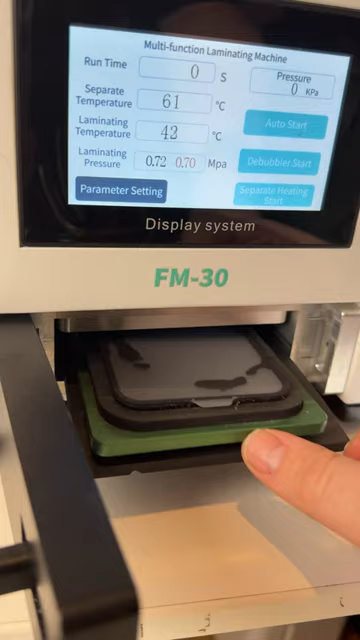 Multi-function Laminating Machine
Run Time 0 S
Pressure
0 KPa
Separate
Temperature 61 °C
Auto Start
Laminating
Temperature 42 °C
Laminating
Pressure 0.72 0.70 Mpa
Debubbler Start
Parameter Setting
Separate Heating
Start
Display system
FM-30